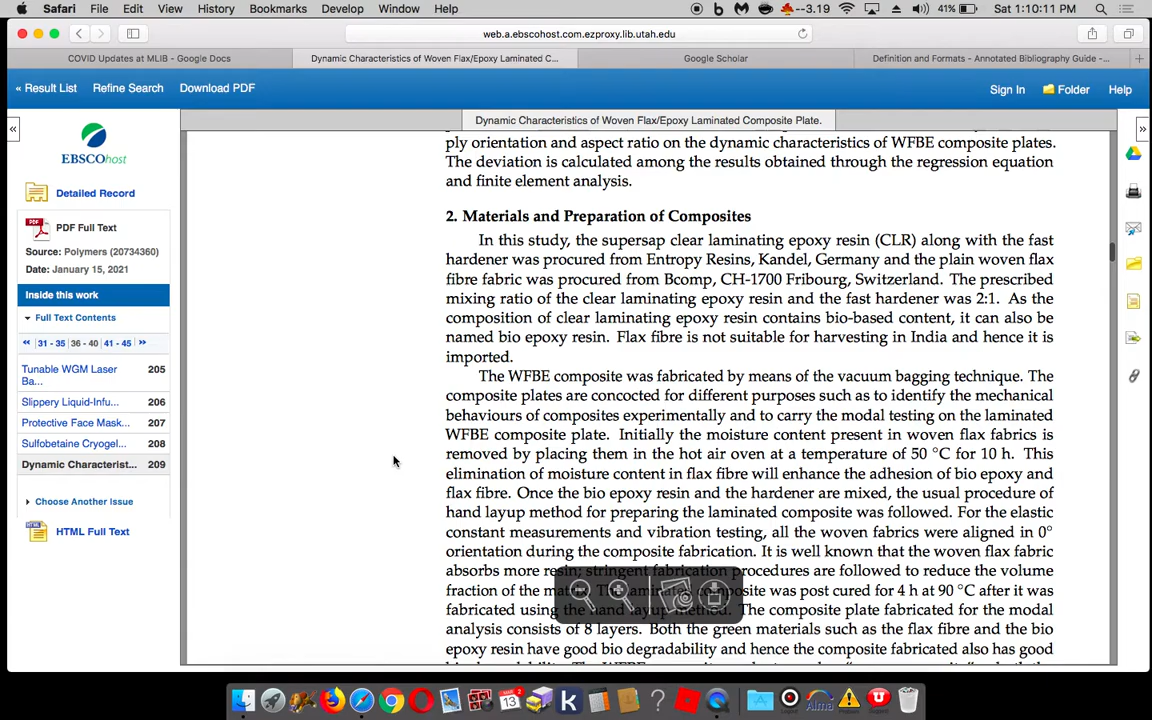 Safari File Edit View History Bookmarks Develop Window Help --3.19 41% Sat 1:10:11 PM
web.a.ebscohost.com.ezproxy.lib.utah.edu
COVID Updates at MLIB - Google Docs Dynamic Characteristics of Woven Flax/Epoxy Laminated C... Google Scholar Definition and Formats - Annotated Bibliography Guide -...
« Result List Refine Search Download PDF Sign In Folder Help
Dynamic Characteristics of Woven Flax/Epoxy Laminated Composite Plate.
EBSCOhost
Detailed Record
PDF
PDF Full Text
Source: Polymers (20734360)
Date: January 15, 2021
Inside this work
Full Text Contents
31 - 35 36 - 40 41 - 45
Tunable WGM Laser Ba... 205
Slippery Liquid-Infu... 206
Protective Face Mask... 207
Sulfobetaine Cryogel... 208
Dynamic Characterist... 209
Choose Another Issue
HTML Full Text
ply orientation and aspect ratio on the dynamic characteristics of WFBE composite plates.
The deviation is calculated among the results obtained through the regression equation
and finite element analysis.
2. Materials and Preparation of Composites
In this study, the supersap clear laminating epoxy resin (CLR) along with the fast
hardener was procured from Entropy Resins, Kandel, Germany and the plain woven flax
fibre fabric was procured from Bcomp, CH-1700 Fribourg, Switzerland. The prescribed
mixing ratio of the clear laminating epoxy resin and the fast hardener was 2:1. As the
composition of clear laminating epoxy resin contains bio-based content, it can also be
named bio epoxy resin. Flax fibre is not suitable for harvesting in India and hence it is
imported.
The WFBE composite was fabricated by means of the vacuum bagging technique. The
composite plates are concocted for different purposes such as to identify the mechanical
behaviours of composites experimentally and to carry the modal testing on the laminated
WFBE composite plate. Initially the moisture content present in woven flax fabrics is
removed by placing them in the hot air oven at a temperature of 50 °C for 10 h. This
elimination of moisture content in flax fibre will enhance the adhesion of bio epoxy and
flax fibre. Once the bio epoxy resin and the hardener are mixed, the usual procedure of
hand layup method for preparing the laminated composite was followed. For the elastic
constant measurements and vibration testing, all the woven fabrics were aligned in 0°
orientation during the composite fabrication. It is well known that the woven flax fabric
absorbs more resin; stringent fabrication procedures are followed to reduce the volume
fraction of the matrix. The laminated composite was post cured for 4 h at 90 °C after it was
fabricated using the hand layup method. The composite plate fabricated for the modal
analysis consists of 8 layers. Both the green materials such as the flax fibre and the bio
epoxy resin have good bio degradability and hence the composite fabricated also has good